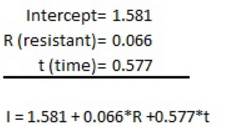 Intercept= 1.581
R (resistant)= 0.066
t (time)= 0.577
I = 1.581 + 0.066*R +0.577*t